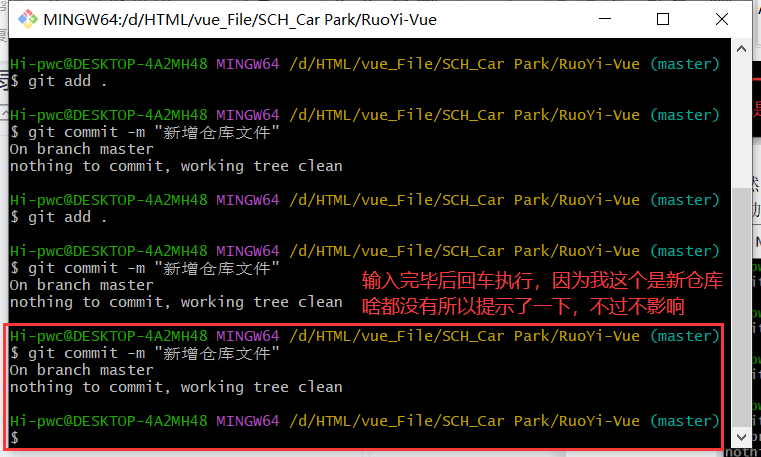 MINGW64:/d/HTML/vue_File/SCH_Car Park/RuoYi-Vue
Hi-pwc@DESKTOP-4A2MH48 MINGW64 /d/HTML/vue_File/SCH_Car Park/RuoYi-Vue (master)
$ git add .
Hi-pwc@DESKTOP-4A2MH48 MINGW64 /d/HTML/vue_File/SCH_Car Park/RuoYi-Vue (master)
$ git commit -m "新增仓库文件"
On branch master
nothing to commit, working tree clean
Hi-pwc@DESKTOP-4A2MH48 MINGW64 /d/HTML/vue_File/SCH_Car Park/RuoYi-Vue (master)
$ git add .
Hi-pwc@DESKTOP-4A2MH48 MINGW64 /d/HTML/vue_File/SCH_Car Park/RuoYi-Vue (master)
$ git commit -m "新增仓库文件"
On branch master
nothing to commit, working tree clean
输入完毕后回车执行，因为我这个是新仓库
啥都没有所以提示了一下，不过不影响
Hi-pwc@DESKTOP-4A2MH48 MINGW64 /d/HTML/vue_File/SCH_Car Park/RuoYi-Vue (master)
$ git commit -m "新增仓库文件"
On branch master
nothing to commit, working tree clean
Hi-pwc@DESKTOP-4A2MH48 MINGW64 /d/HTML/vue_File/SCH_Car Park/RuoYi-Vue (master)
$